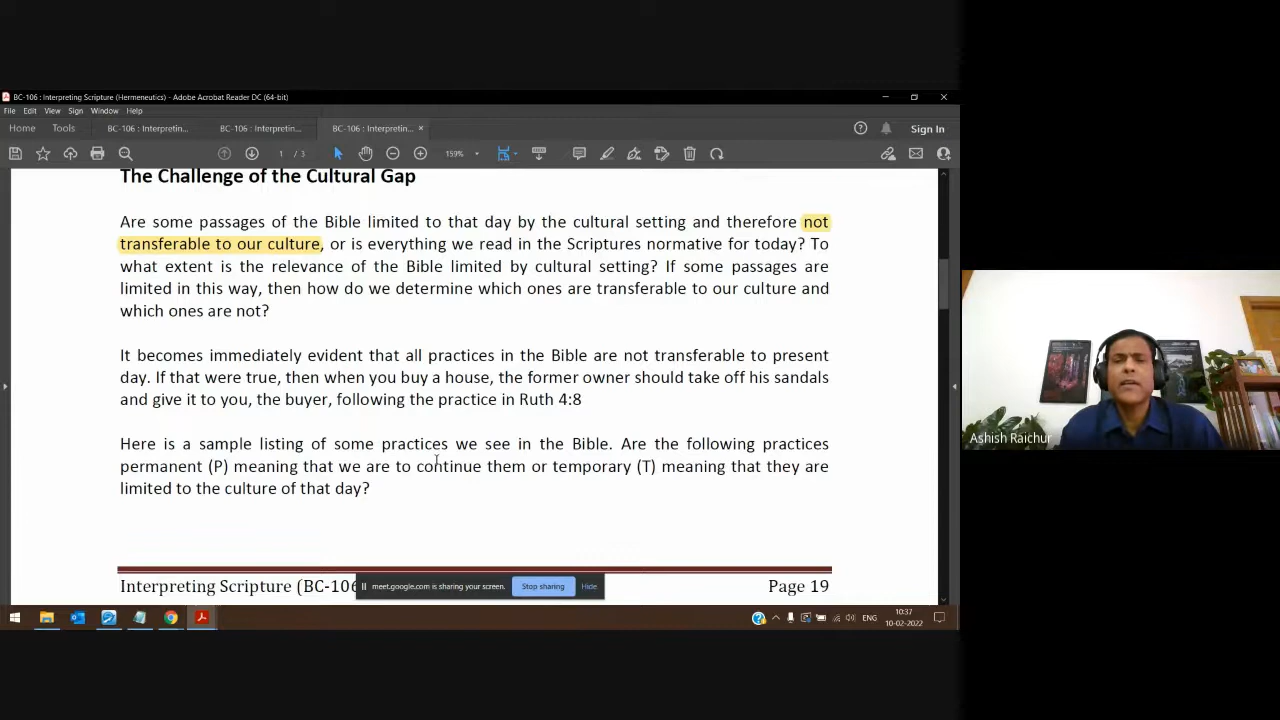 BC-106 : Interpreting Scripture (Hermeneutics) - Adobe Acrobat Reader DC (64-bit)
File Edit View Sign Window Help
Home Tools BC-106 : Interpretin... BC-106 : Interpretin... BC-106 : Interpretin... × Sign In
1 / 3 159%
The Challenge of the Cultural Gap
Are some passages of the Bible limited to that day by the cultural setting and therefore not
transferable to our culture, or is everything we read in the Scriptures normative for today? To
what extent is the relevance of the Bible limited by cultural setting? If some passages are
limited in this way, then how do we determine which ones are transferable to our culture and
which ones are not?
It becomes immediately evident that all practices in the Bible are not transferable to present
day. If that were true, then when you buy a house, the former owner should take off his sandals
and give it to you, the buyer, following the practice in Ruth 4:8
Here is a sample listing of some practices we see in the Bible. Are the following practices
permanent (P) meaning that we are to continue them or temporary (T) meaning that they are
limited to the culture of that day?
Interpreting Scripture (BC-106 Page 19
meet.google.com is sharing your screen. Stop sharing Hide
ENG 10:37
10-02-2022
Ashish Raichur